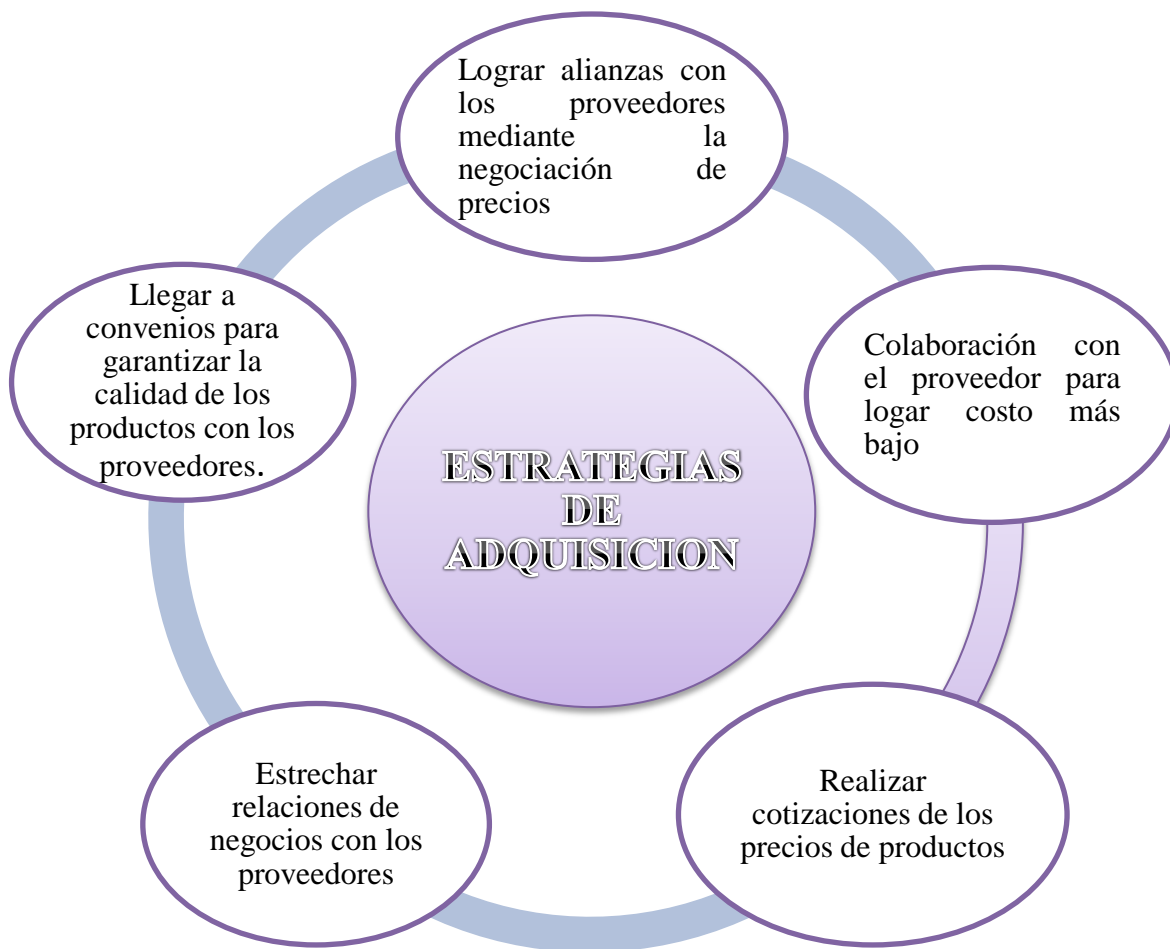 Lograr alianzas con
los proveedores
mediante la
negociación de
precios
Colaboración con
el proveedor para
logar costo más
bajo
Realizar
cotizaciones de los
precios de productos
Estrechar
relaciones de
negocios con los
proveedores
Llegar a
convenios para
garantizar la
calidad de los
productos con los
proveedores.
ESTRATEGIAS
DE
ADQUISICION